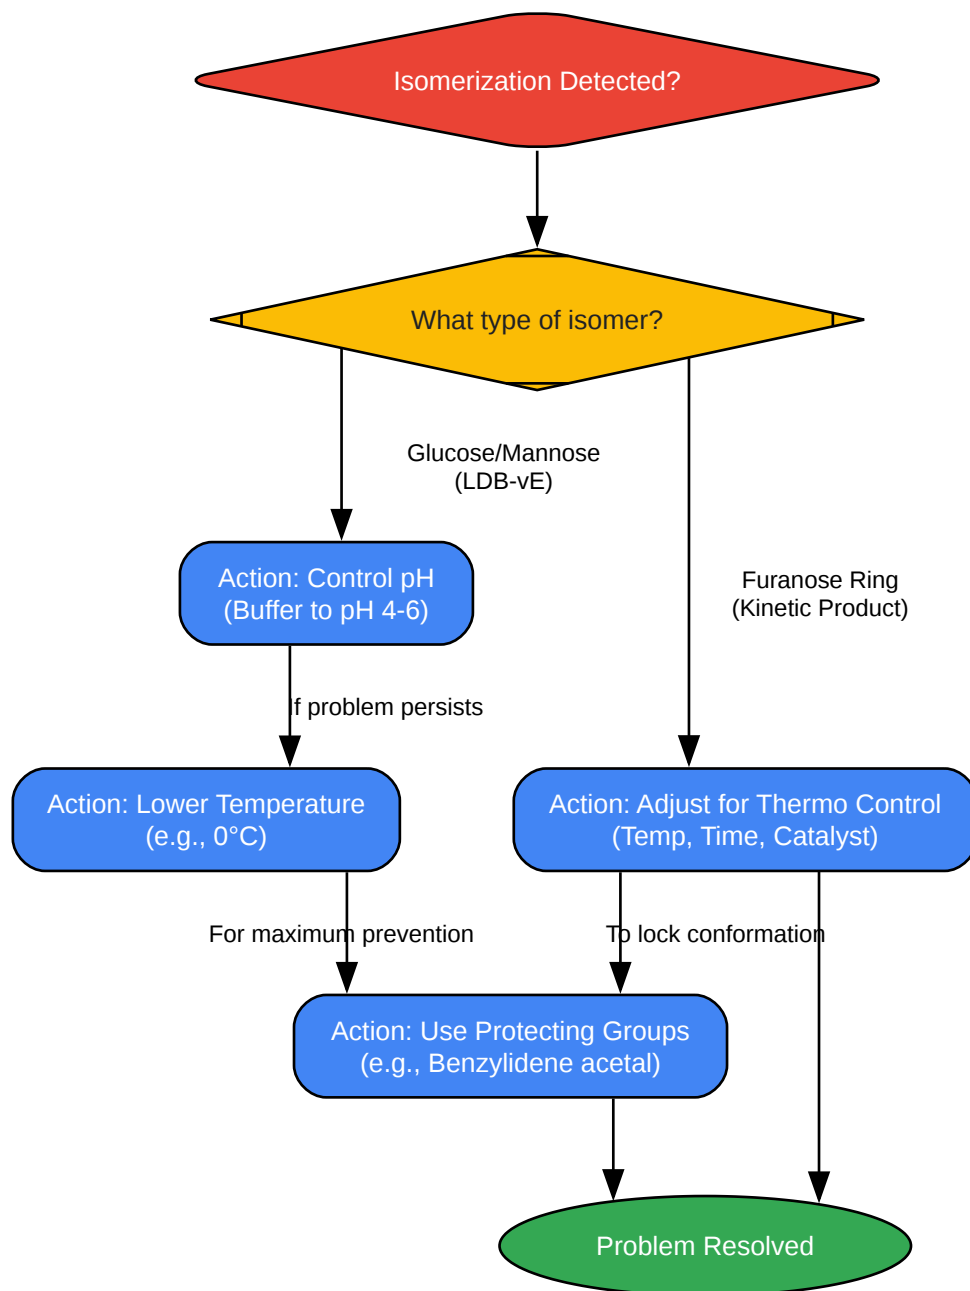 Isomerization Detected?
What type of isomer?
Glucose/Mannose
(LDB-vE)
Action: Control pH
(Buffer to pH 4-6)
Furanose Ring
(Kinetic Product)
If problem persists
Action: Lower Temperature
(e.g., 0°C)
Action: Adjust for Thermo Control
(Temp, Time, Catalyst)
For maximum prevention
To lock conformation
Action: Use Protecting Groups
(e.g., Benzylidene acetal)
Problem Resolved